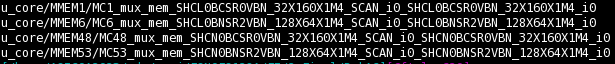 u_core/MMEM1/MC1_mux_mem_SHCL0BCSR0VBN_32X160X1M4_SCAN_i0_SHCL0BCSR0VBN_32X160X1M4_i0
u_core/MMEM6/MC6_mux_mem_SHCL0BNSR2VBN_128X64X1M4_SCAN_i0_SHCL0BNSR2VBN_128X64X1M4_i0
u_core/MMEM48/MC48_mux_mem_SHCN0BCSR0VBN_32X160X1M4_SCAN_i0_SHCN0BCSR0VBN_32X160X1M4_i0
u_core/MMEM53/MC53_mux_mem_SHCN0BNSR2VBN_128X64X1M4_SCAN_i0_SHCN0BNSR2VBN_128X64X1M4_i0